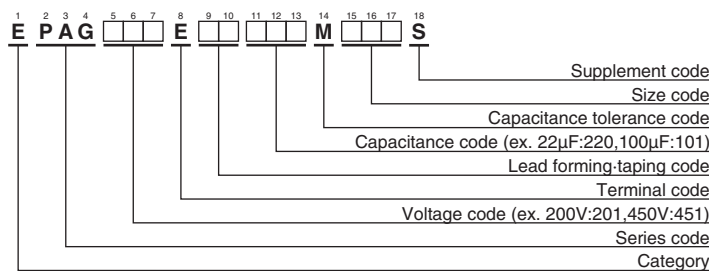 1 2 3 4 5 6 7 8 9 10 11 12 13 14 15 16 17 18
E P A G □□□ E □□ □□□ M □□□ S
Supplement code
Size code
Capacitance tolerance code
Capacitance code (ex. 22μF:220,100μF:101)
Lead forming·taping code
Terminal code
Voltage code (ex. 200V:201,450V:451)
Series code
Category